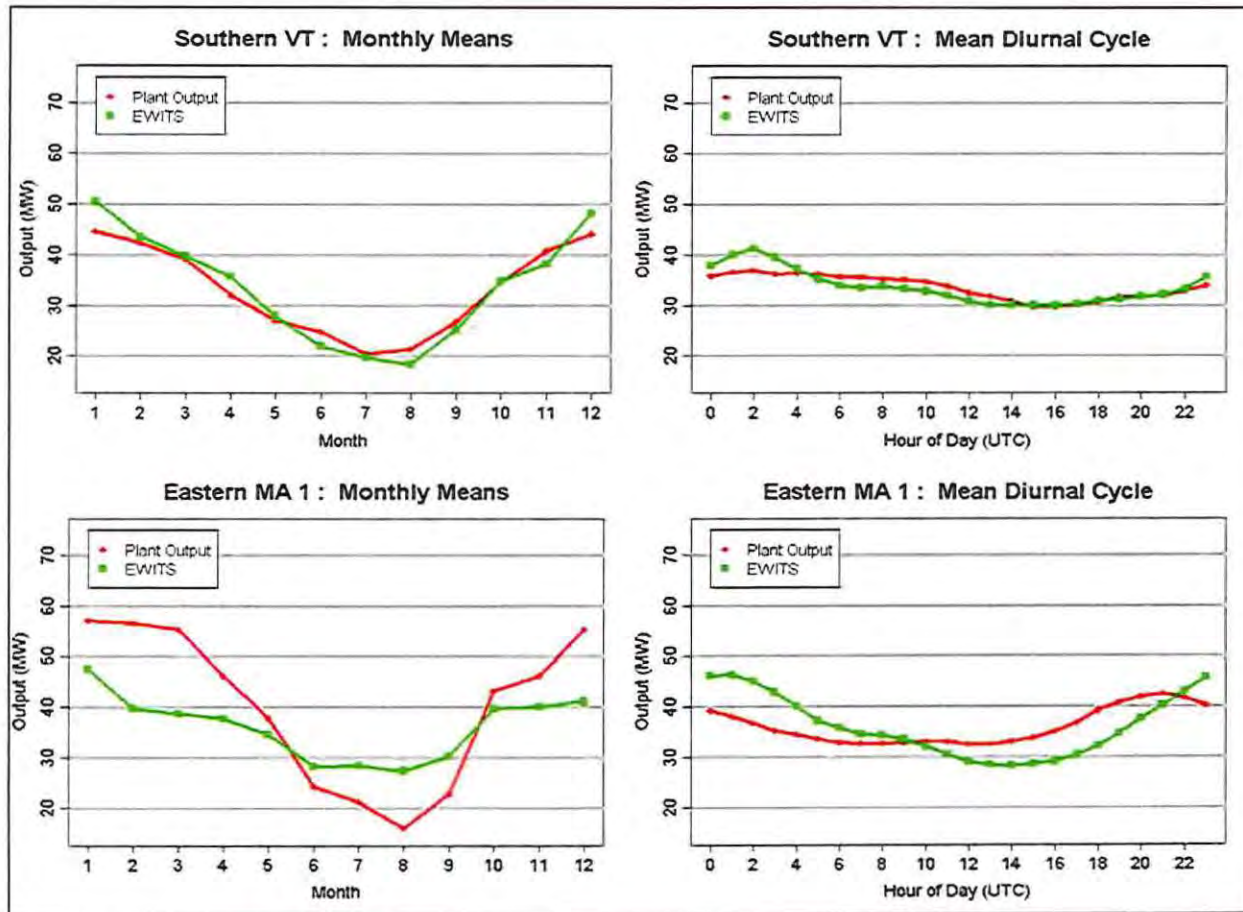 Southern VT : Monthly Means
Plant Output
EWITS
Output (MW)
70
60
50
40
30
20
1 2 3 4 5 6 7 8 9 10 11 12
Month
Southern VT : Mean Diurnal Cycle
Plant Output
EWITS
Output (MW)
70
60
50
40
30
20
0 2 4 6 8 10 12 14 16 18 20 22
Hour of Day (UTC)
Eastern MA 1 : Monthly Means
Plant Output
EWITS
Output (MW)
70
60
50
40
30
20
1 2 3 4 5 6 7 8 9 10 11 12
Month
Eastern MA 1 : Mean Diurnal Cycle
Plant Output
EWITS
Output (MW)
70
60
50
40
30
20
0 2 4 6 8 10 12 14 16 18 20 22
Hour of Day (UTC)